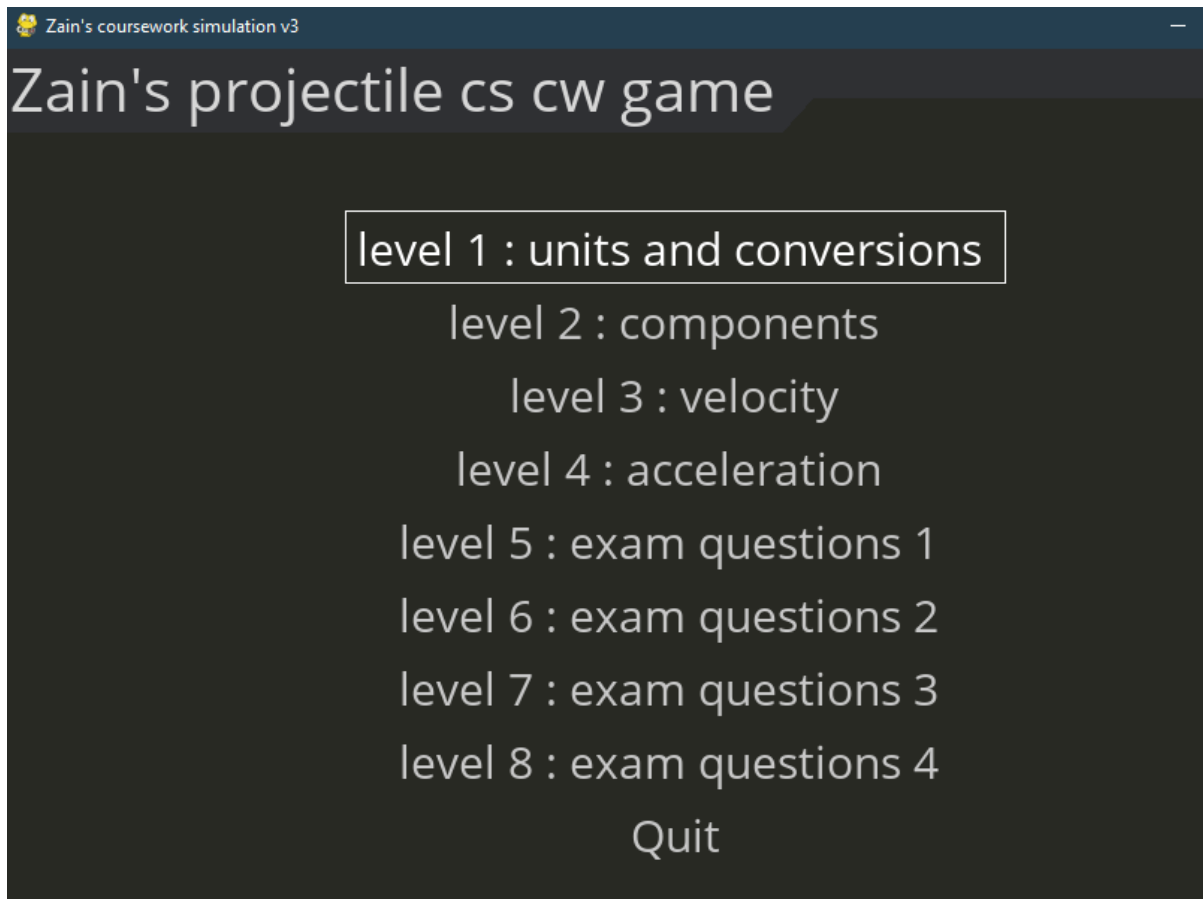 Zain's coursework simulation v3
Zain's projectile cs cw game
level 1 : units and conversions
level 2 : components
level 3 : velocity
level 4 : acceleration
level 5 : exam questions 1
level 6 : exam questions 2
level 7 : exam questions 3
level 8 : exam questions 4
Quit